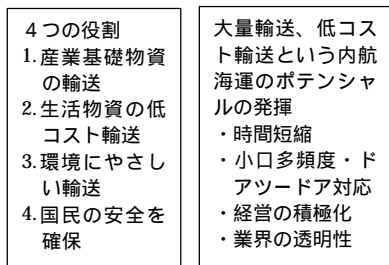 ４つの役割
1.産業基礎物資
の輸送
2.生活物資の低
コスト輸送
3.環境にやさし
い輸送
4.国民の安全を
確保
大量輸送、低コス
ト輸送という内航
海運のポテンシャ
ルの発揮
・時間短縮
・小口多頻度・ド
アツードア対応
・経営の積極化
・業界の透明性